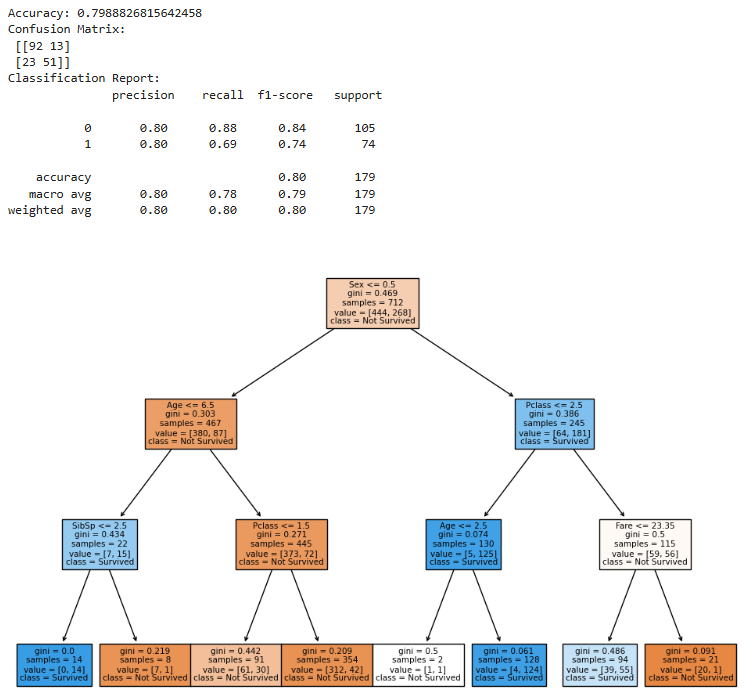 Accuracy: 0.7988826815642458
Confusion Matrix:
[[92 13]
[23 51]]
Classification Report:
precision recall f1-score support
0 0.80 0.88 0.84 105
1 0.80 0.69 0.74 74
accuracy 0.80 179
macro avg 0.80 0.78 0.79 179
weighted avg 0.80 0.80 0.80 179
Sex <= 0.5
gini = 0.469
samples = 712
value = [444, 268]
class = Not Survived
Age <= 6.5
gini = 0.303
samples = 467
value = [380, 87]
class = Not Survived
Pclass <= 2.5
gini = 0.386
samples = 245
value = [64, 181]
class = Survived
SibSp <= 2.5
gini = 0.434
samples = 22
value = [7, 15]
class = Survived
Pclass <= 1.5
gini = 0.271
samples = 445
value = [373, 72]
class = Not Survived
Age <= 2.5
gini = 0.074
samples = 130
value = [5, 125]
class = Survived
Fare <= 23.35
gini = 0.5
samples = 115
value = [59, 56]
class = Not Survived
gini = 0.0
samples = 14
value = [0, 14]
class = Survived
gini = 0.219
samples = 8
value = [7, 1]
class = Not Survived
gini = 0.442
samples = 91
value = [61, 30]
class = Not Survived
gini = 0.209
samples = 354
value = [312, 42]
class = Not Survived
gini = 0.5
samples = 2
value = [1, 1]
class = Not Survived
gini = 0.061
samples = 128
value = [4, 124]
class = Survived
gini = 0.486
samples = 94
value = [39, 55]
class = Survived
gini = 0.091
samples = 21
value = [20, 1]
class = Not Survived